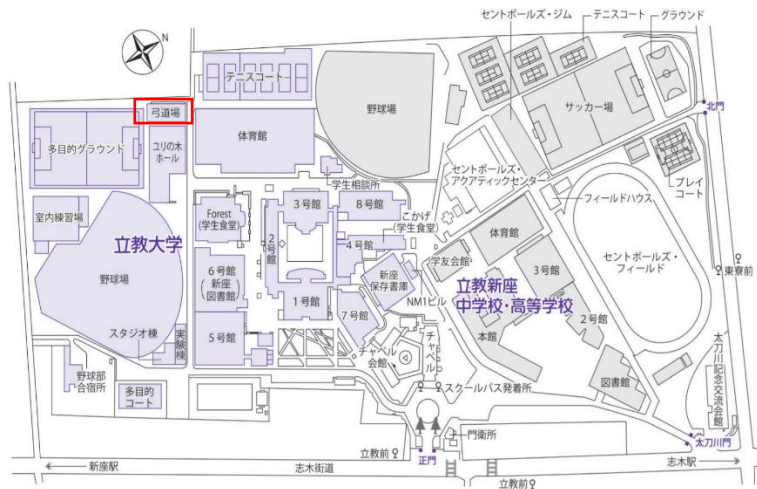 セントポールズ・ジム
テニスコート
グラウンド
N
テニスコート
野球場
サッカー場
北門
弓道場
多目的グラウンド
ユリの木
ホール
体育館
学生相談所
セントポールズ・
アクアティックセンター
プレイ
コート
フィールドハウス
室内練習場
立教大学
Forest
(学生食堂)
3号館
8号館
2号館
こかげ
(学生食堂)
4号館
学友会館
体育館
セントポールズ・
フィールド
野球場
6号館
(新座
図書館)
新座
保存書庫
立教新座
中学校・高等学校
3号館
東寮前
1号館
NM1ビル
7号館
2号館
スタジオ棟
実験棟
5号館
本館
チャペル
会館
チャペル
図書館
太刀川記念交流会館
野球部
合宿所
多目的
コート
スクールバス発着所
門衛所
太刀川門
立教前
正門
新座駅
志木街道
志木駅
立教前